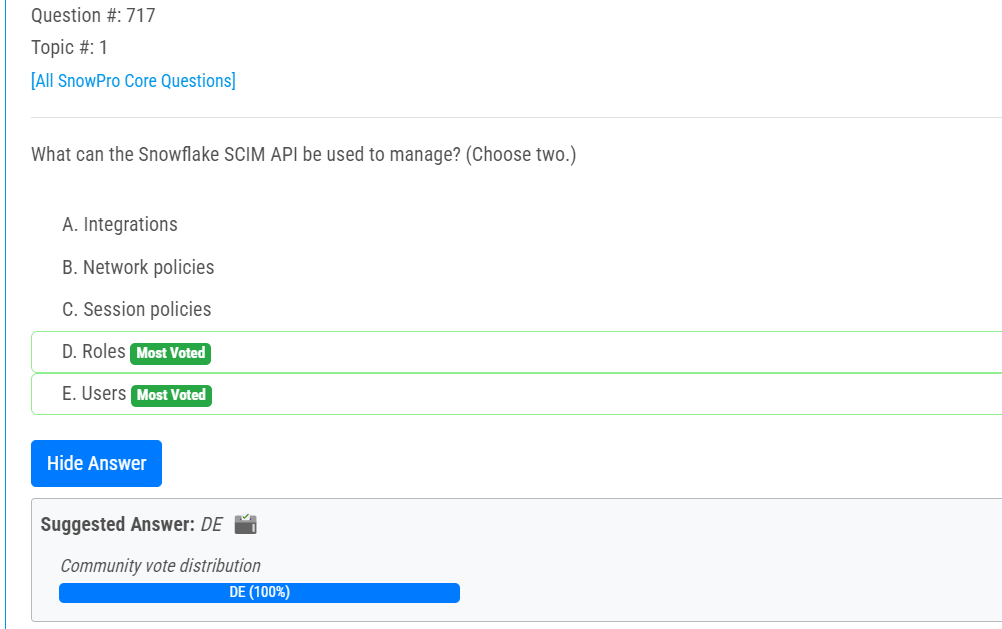 Question #: 717
Topic #: 1
[All SnowPro Core Questions]
What can the Snowflake SCIM API be used to manage? (Choose two.)
A. Integrations
B. Network policies
C. Session policies
D. Roles Most Voted
E. Users Most Voted
Hide Answer
Suggested Answer: DE
Community vote distribution
DE (100%)